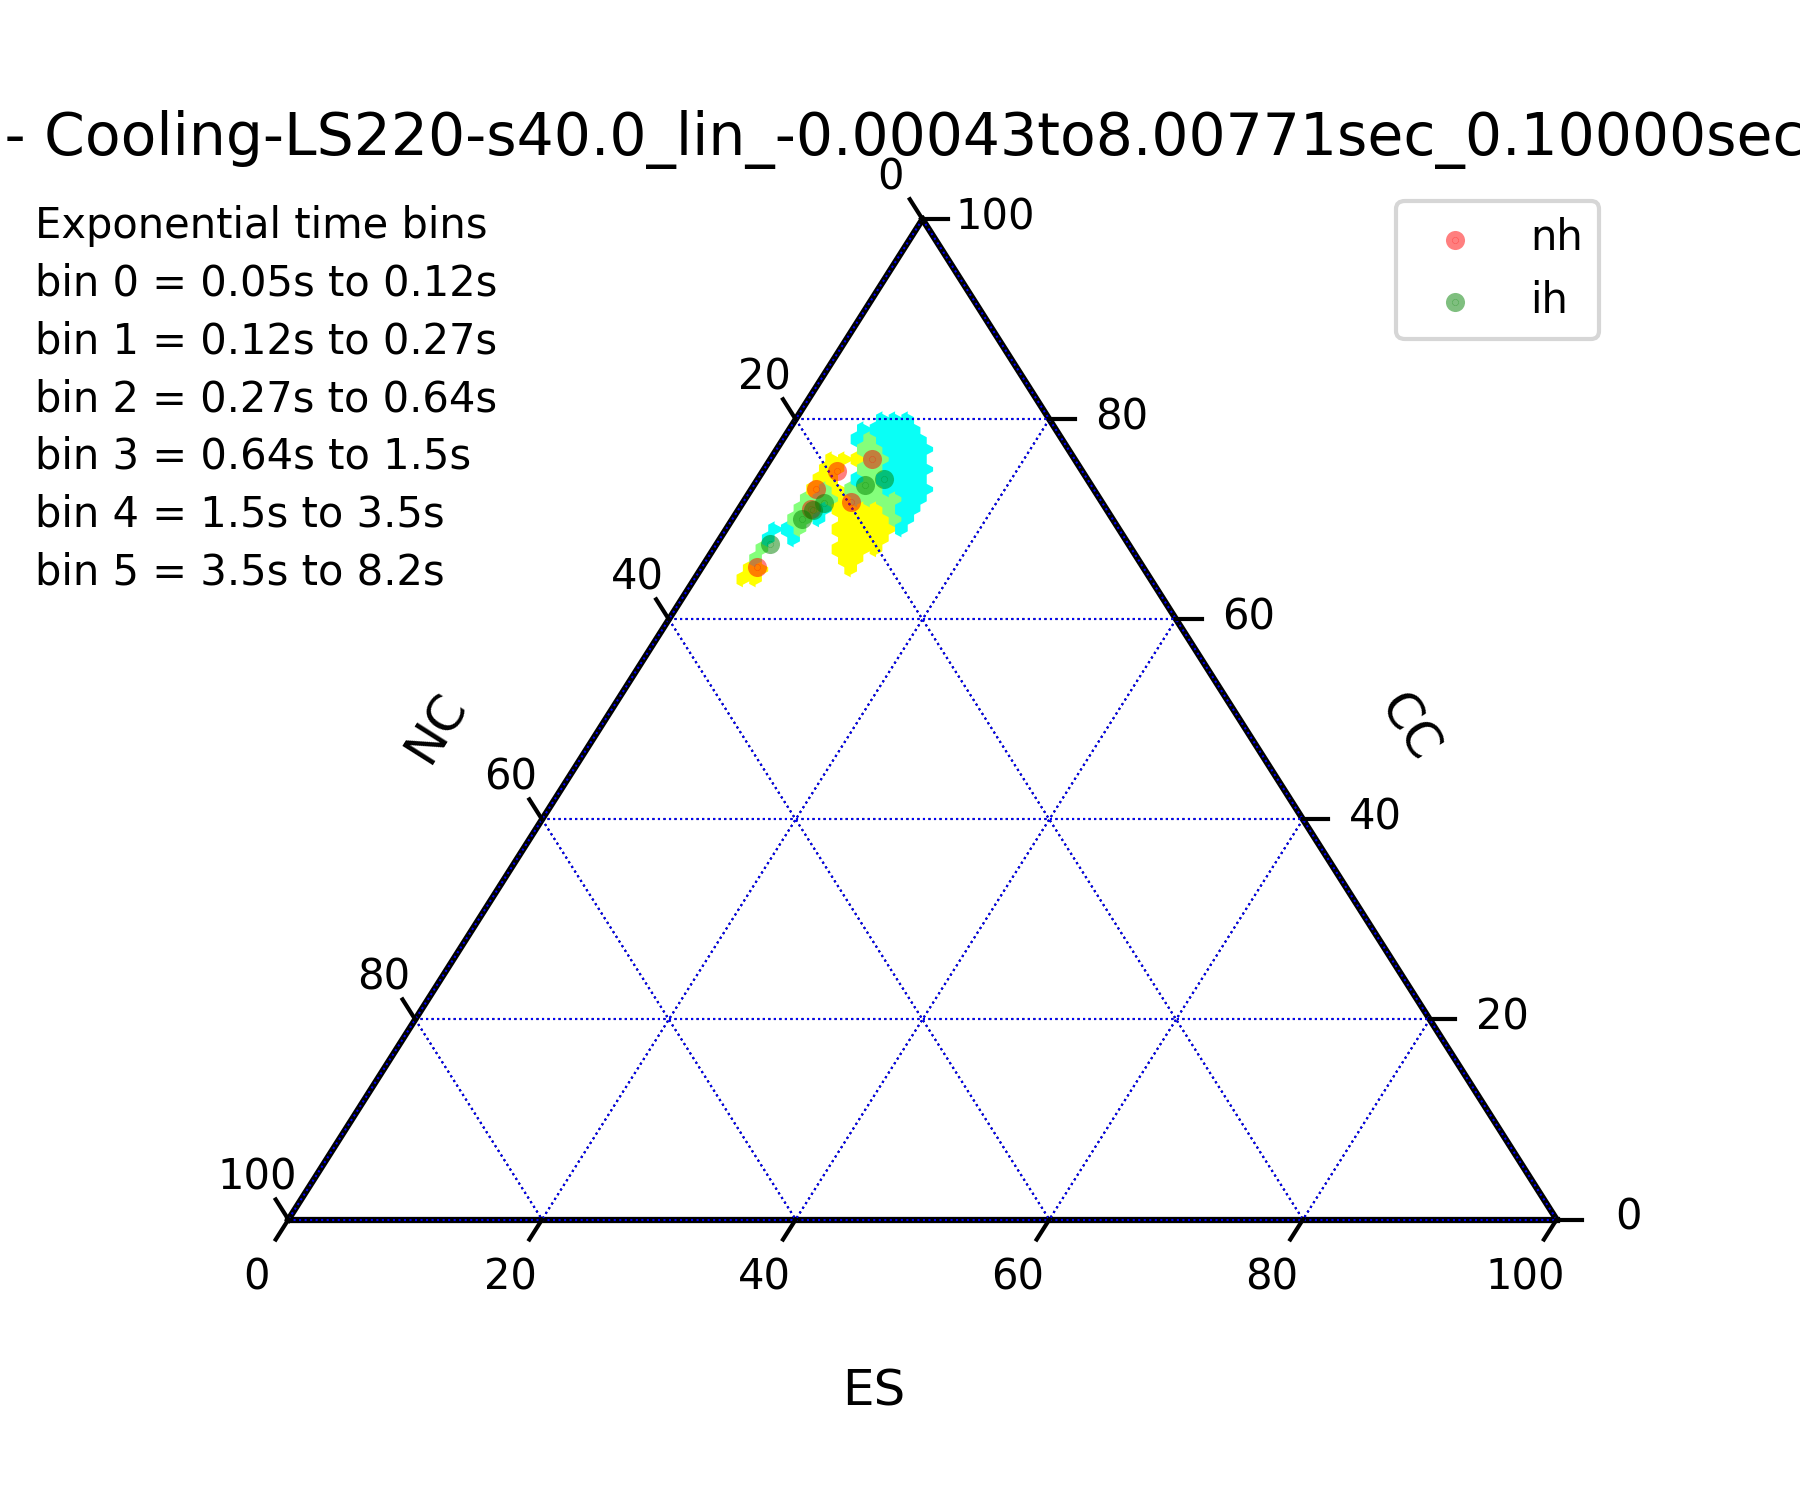 - Cooling-LS220-s40.0_lin_-0.00043to8.00771sec_0.10000sec
Exponential time bins
bin 0 = 0.05s to 0.12s
bin 1 = 0.12s to 0.27s
bin 2 = 0.27s to 0.64s
bin 3 = 0.64s to 1.5s
bin 4 = 1.5s to 3.5s
bin 5 = 3.5s to 8.2s
nh
ih
0
100
20
80
40
60
NC
CC
60
40
80
20
100
0
0
20
40
60
80
100
ES